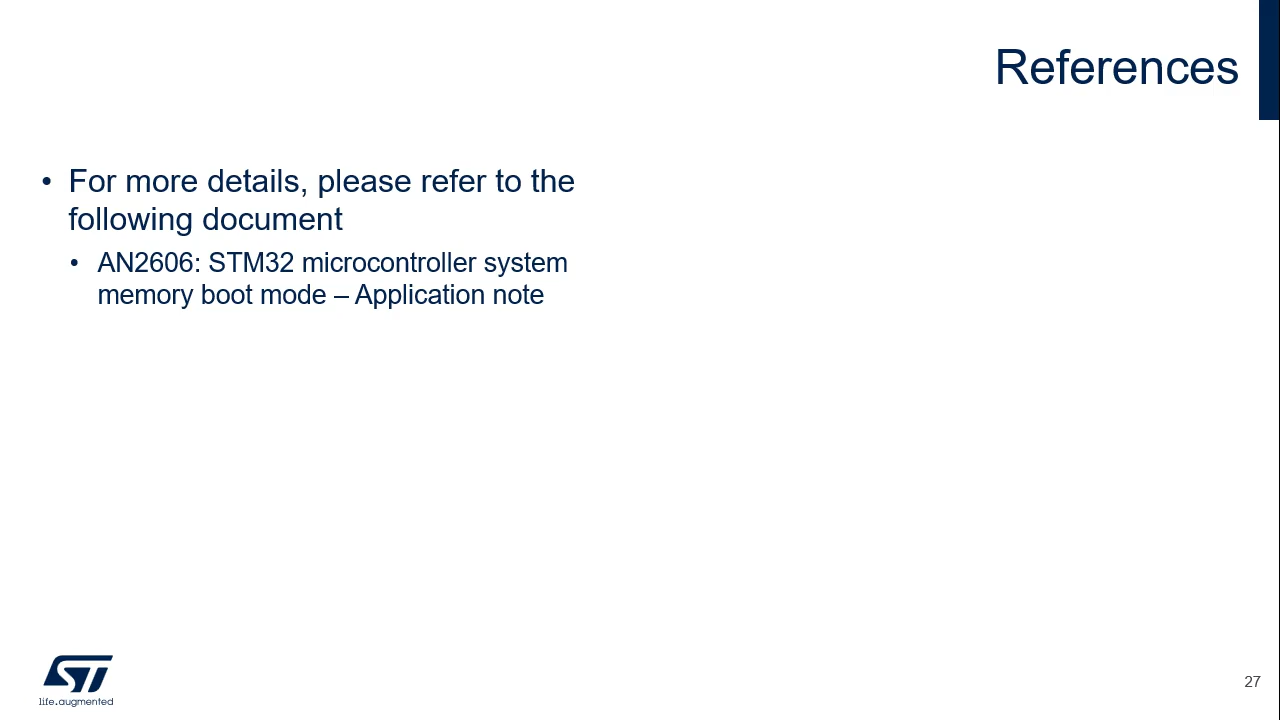 References
• For more details, please refer to the
following document
• AN2606: STM32 microcontroller system
memory boot mode – Application note
ST
life.augmented
27